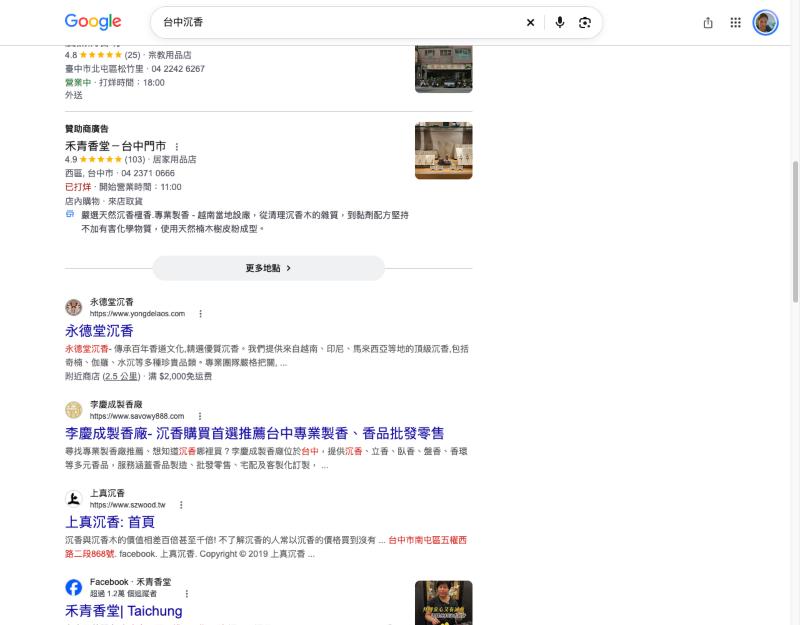 Google
台中沉香
4.8 ★★★★★ (25) · 宗教用品店
臺中市北屯區松竹里 · 04 2242 6267
營業中 · 打烊時間：18:00
外送
贊助商廣告
禾青香堂－台中門市
4.9 ★★★★★ (103) · 居家用品店
西區, 台中市 · 04 2371 0666
已打烊 · 開始營業時間：11:00
店內購物 · 來店取貨
嚴選天然沉香檀香.專業製香 - 越南當地設廠，從清理沉香木的雜質，到黏劑配方堅持
不加有害化學物質，使用天然楠木樹皮粉成型。
更多地點
永德堂沉香
https://www.yongdelaos.com
永德堂沉香
永德堂沉香- 傳承百年香道文化,精選優質沉香。我們提供來自越南、印尼、馬來西亞等地的頂級沉香,包括
奇楠、伽羅、水沉等多種珍貴品類。專業團隊嚴格把關, ...
附近商店 (2.5 公里) · 滿 $2,000免运费
李慶成製香廠
https://www.savowy888.com
李慶成製香廠- 沉香購買首選推薦台中專業製香、香品批發零售
尋找專業製香廠推薦、想知道沉香哪裡買？李慶成製香廠位於台中，提供沉香、立香、臥香、盤香、香環
等多元香品，服務涵蓋香品製造、批發零售、宅配及客製化訂製， ...
上真沉香
https://www.szwood.tw
上真沉香: 首頁
沉香與沉香木的價值相差百倍甚至千倍! 不了解沉香的人常以沉香的價格買到沒有 ... 台中市南屯區五權西
路二段868號. facebook. 上真沉香. Copyright © 2019 上真沉香 ...
Facebook · 禾青香堂
超過 1.2萬 個追蹤者
禾青香堂| Taichung